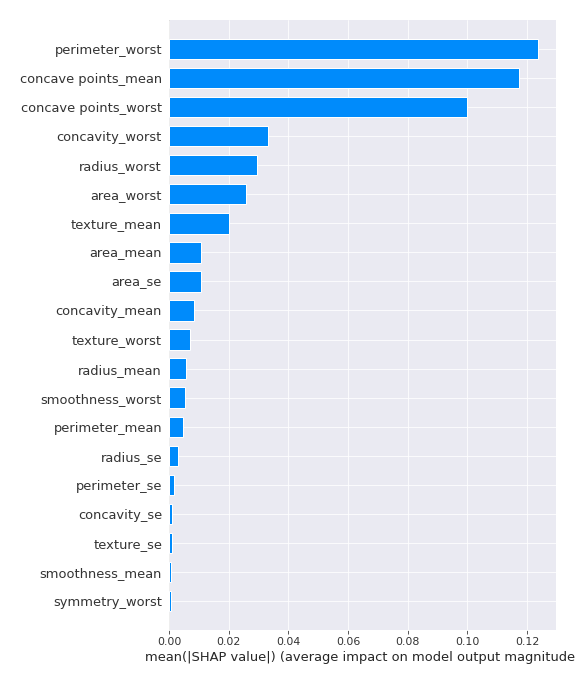 perimeter_worst
concave points_mean
concave points_worst
concavity_worst
radius_worst
area_worst
texture_mean
area_mean
area_se
concavity_mean
texture_worst
radius_mean
smoothness_worst
perimeter_mean
radius_se
perimeter_se
concavity_se
texture_se
smoothness_mean
symmetry_worst
0.00 0.02 0.04 0.06 0.08 0.10 0.12
mean(|SHAP value|) (average impact on model output magnitude